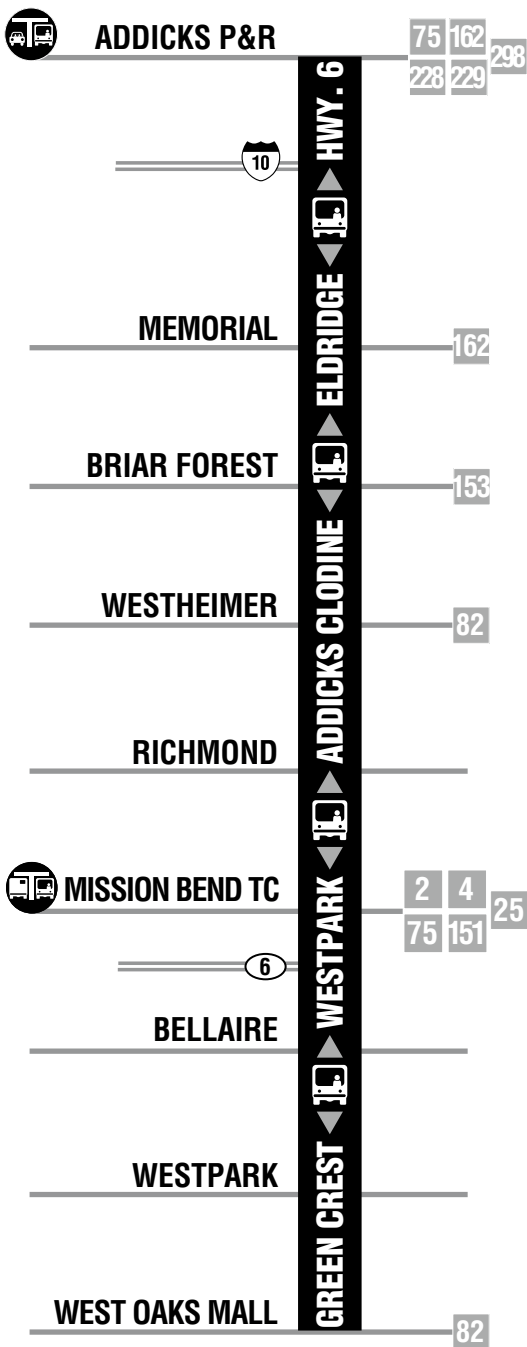 ADDICKS P&R
75 162 298
228 229
HWY. 6
10
ELDRIDGE
MEMORIAL
162
BRIAR FOREST
153
ADDICKS CLODINE
WESTHEIMER
82
RICHMOND
MISSION BEND TC
2 4 25
75 151
WESTPARK
6
BELLAIRE
GREEN CREST
WESTPARK
WEST OAKS MALL
82